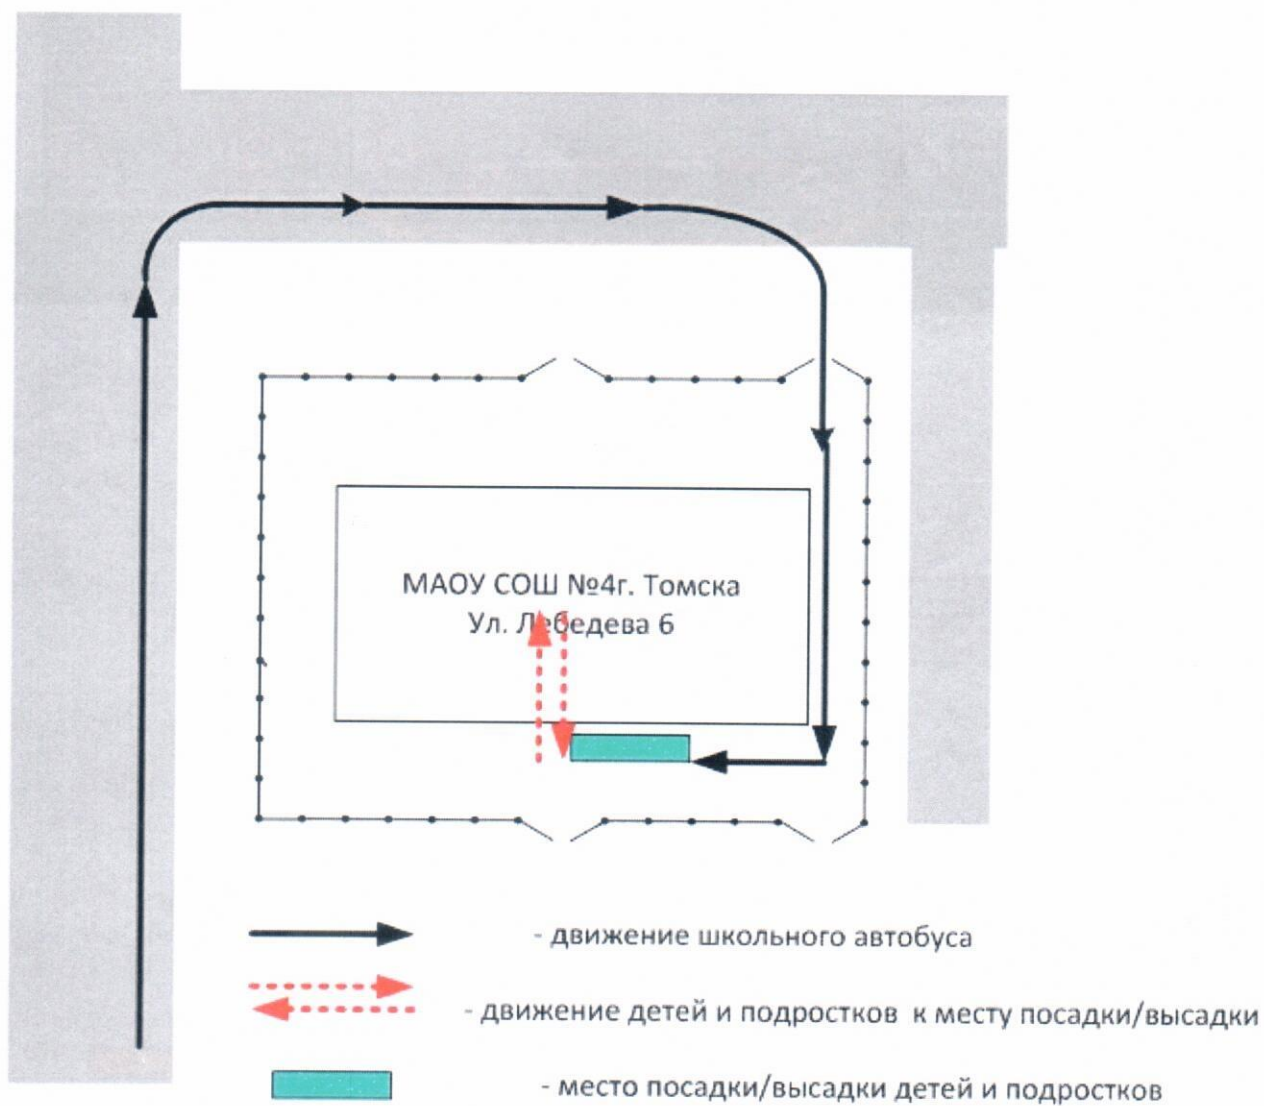 МАОУ СОШ №4г. Томска
Ул. Лебедева 6
- движение школьного автобуса
- движение детей и подростков к месту посадки/высадки
- место посадки/высадки детей и подростков